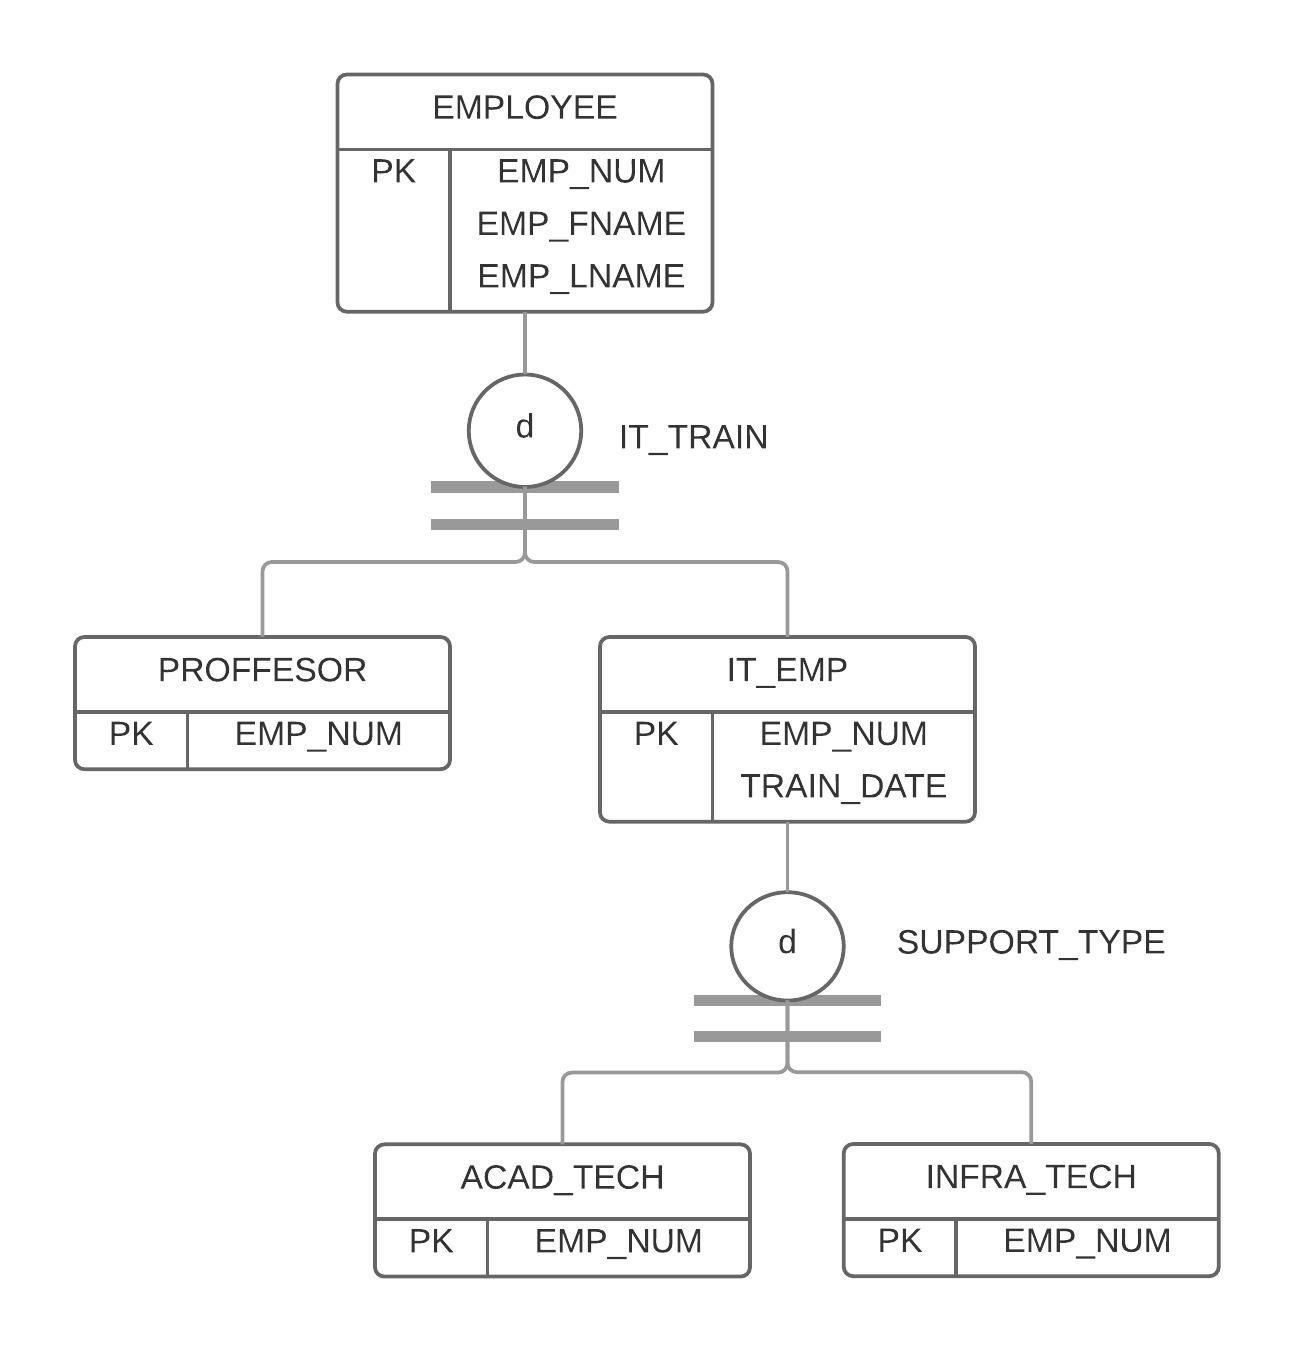 EMPLOYEE
PK EMP_NUM
EMP_FNAME
EMP_LNAME
d IT_TRAIN
PROFFESOR
PK EMP_NUM
IT_EMP
PK EMP_NUM
TRAIN_DATE
d SUPPORT_TYPE
ACAD_TECH
PK EMP_NUM
INFRA_TECH
PK EMP_NUM